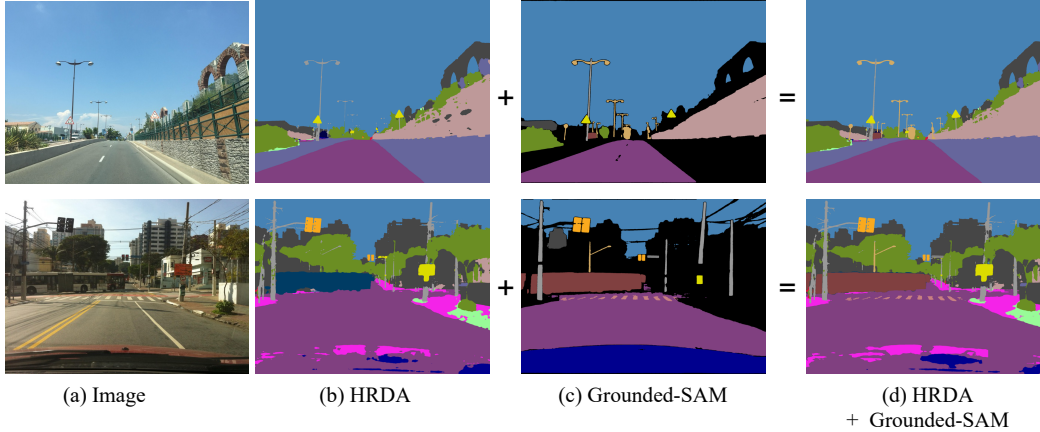 + =
+ =
(a) Image (b) HRDA (c) Grounded-SAM (d) HRDA
+ Grounded-SAM